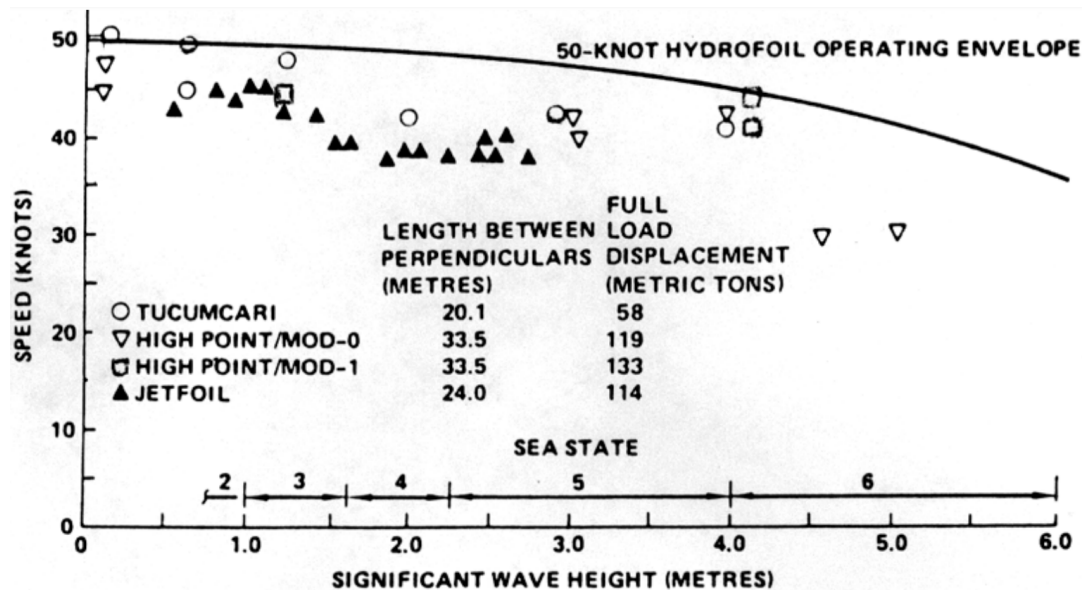 50
50-KNOT HYDROFOIL OPERATING ENVELOPE
40
30
20
10
0
SPEED (KNOTS)
LENGTH BETWEEN PERPENDICULARS (METRES)
FULL LOAD DISPLACEMENT (METRIC TONS)
TUCUMCARI 20.1 58
HIGH POINT/MOD-0 33.5 119
HIGH POINT/MOD-1 33.5 133
JETFOIL 24.0 114
SEA STATE
2 3 4 5 6
0 1.0 2.0 3.0 4.0 5.0 6.0
SIGNIFICANT WAVE HEIGHT (METRES)